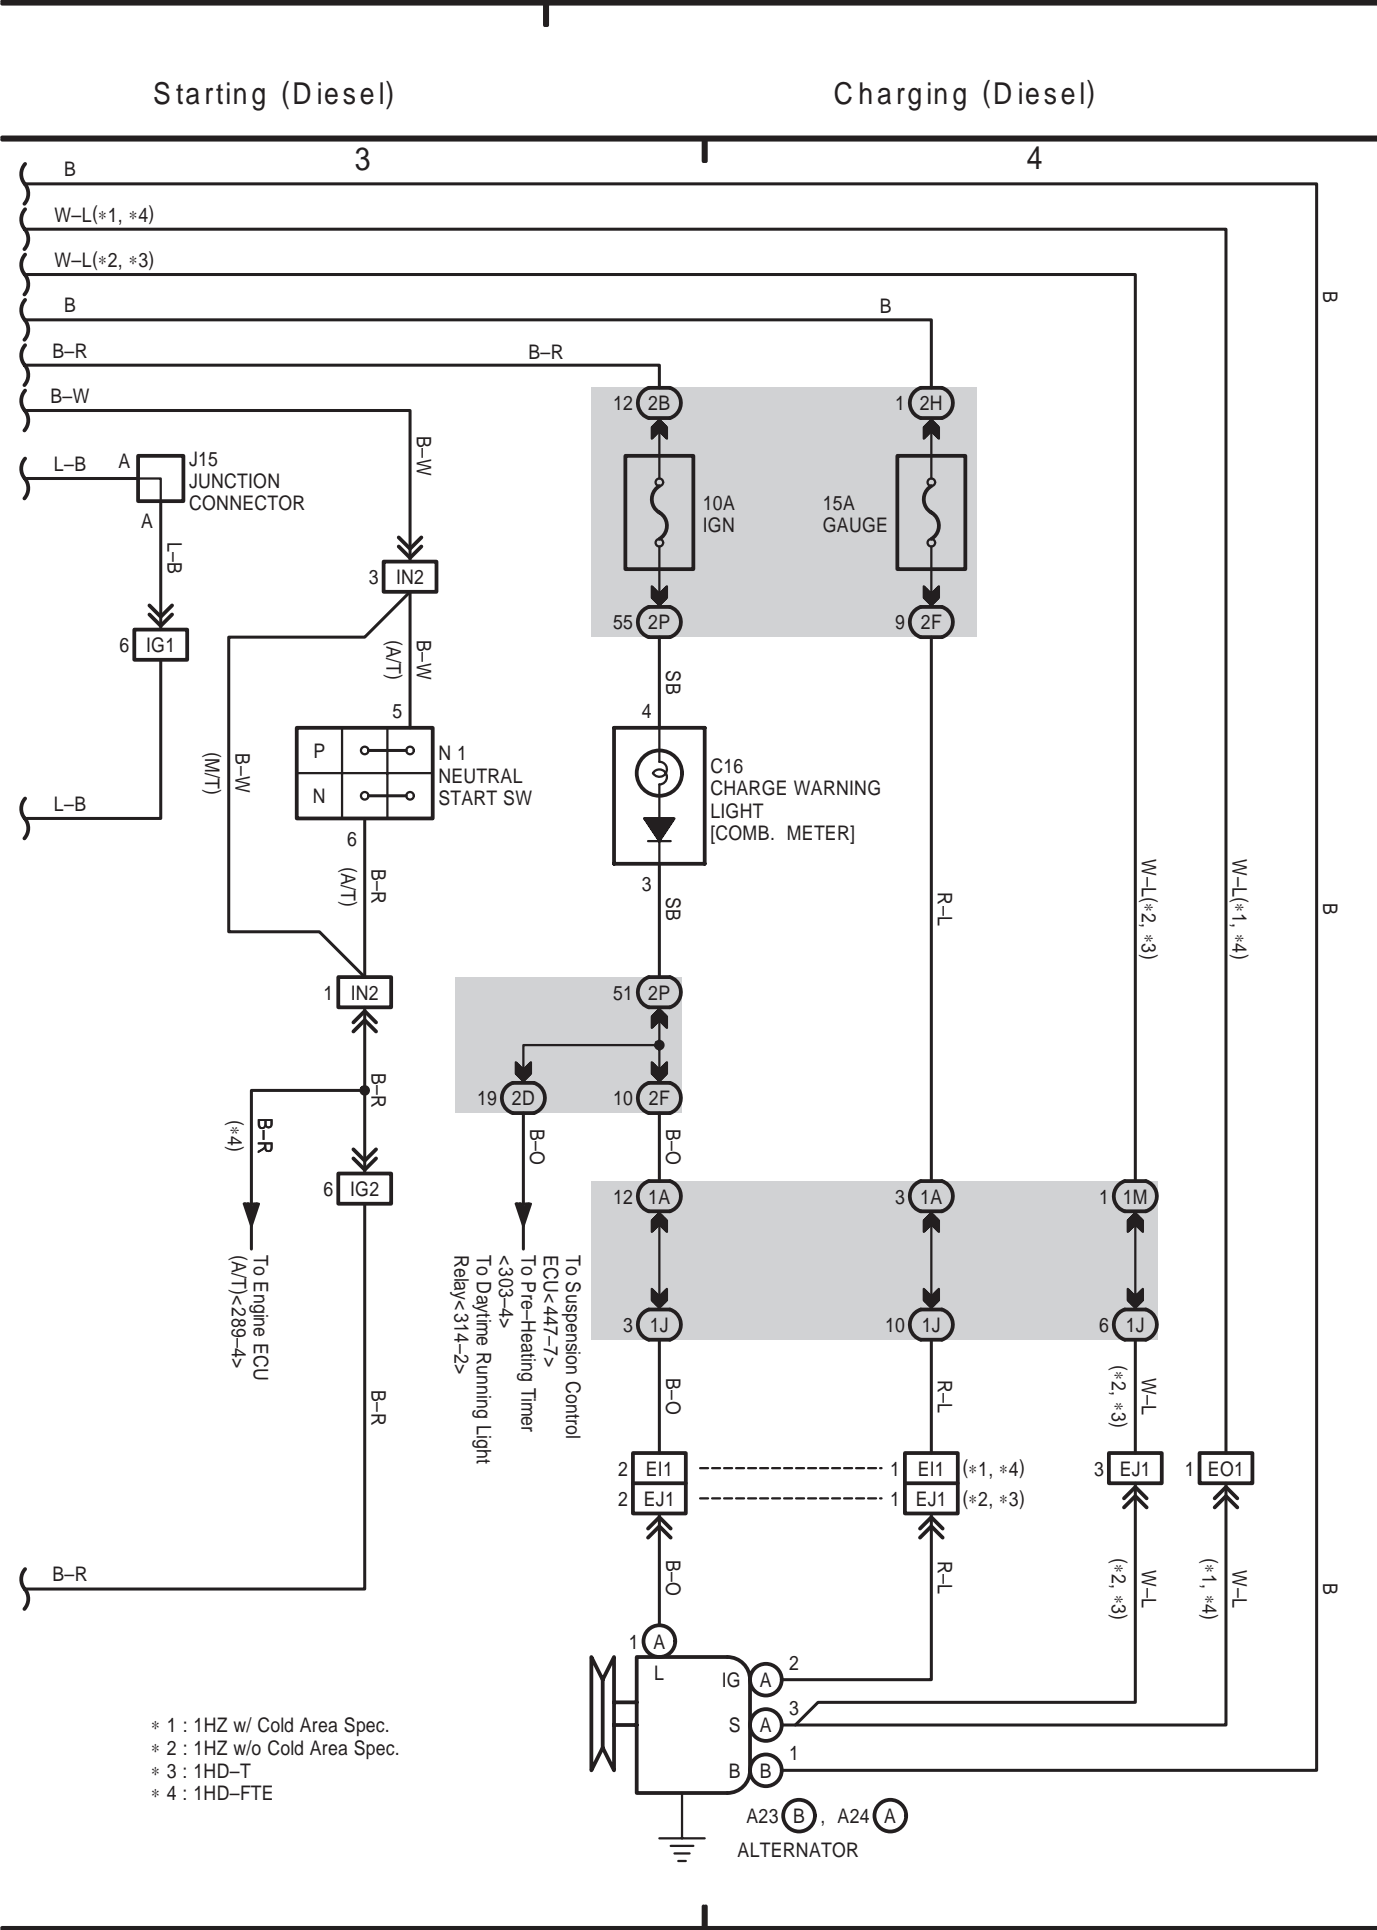 Starting (Diesel)
Charging (Diesel)
3
4
B
W–L(∗1, ∗4)
W–L(∗2, ∗3)
B
B
B
B–R
B–R
B–W
12 2B
1 2H
B–W
L–B
A
J15
JUNCTION
CONNECTOR
A
L–B
10A
IGN
15A
GAUGE
3 IN2
6 IG1
55 2P
9 2F
B–W
(A/T)
SB
5
4
B–W
(M/T)
P
N
N 1
NEUTRAL
START SW
C16
CHARGE WARNING
LIGHT
[COMB. METER]
L–B
6
B–R
(A/T)
3
SB
R–L
W–L(∗2, ∗3)
W–L(∗1, ∗4)
B
1 IN2
51 2P
19 2D
10 2F
B–R
B–R
(∗4)
B–O
B–O
6 IG2
12 1A
3 1A
1 1M
To Engine ECU
(A/T)<289–4>
To Suspension Control
ECU<447–7>
To Pre–Heating Timer
<303–4>
To Daytime Running Light
Relay<314–2>
3 1J
10 1J
6 1J
B–R
B–O
R–L
W–L
(∗2, ∗3)
2 EI1
1 EI1 (∗1, ∗4)
3 EJ1
1 EO1
2 EJ1
1 EJ1 (∗2, ∗3)
B–R
B–O
R–L
W–L
(∗2, ∗3)
W–L
(∗1, ∗4)
B
1 A
L
IG A 2
S A 3
B B 1
∗ 1 : 1HZ w/ Cold Area Spec.
∗ 2 : 1HZ w/o Cold Area Spec.
∗ 3 : 1HD–T
∗ 4 : 1HD–FTE
A23 B , A24 A
ALTERNATOR